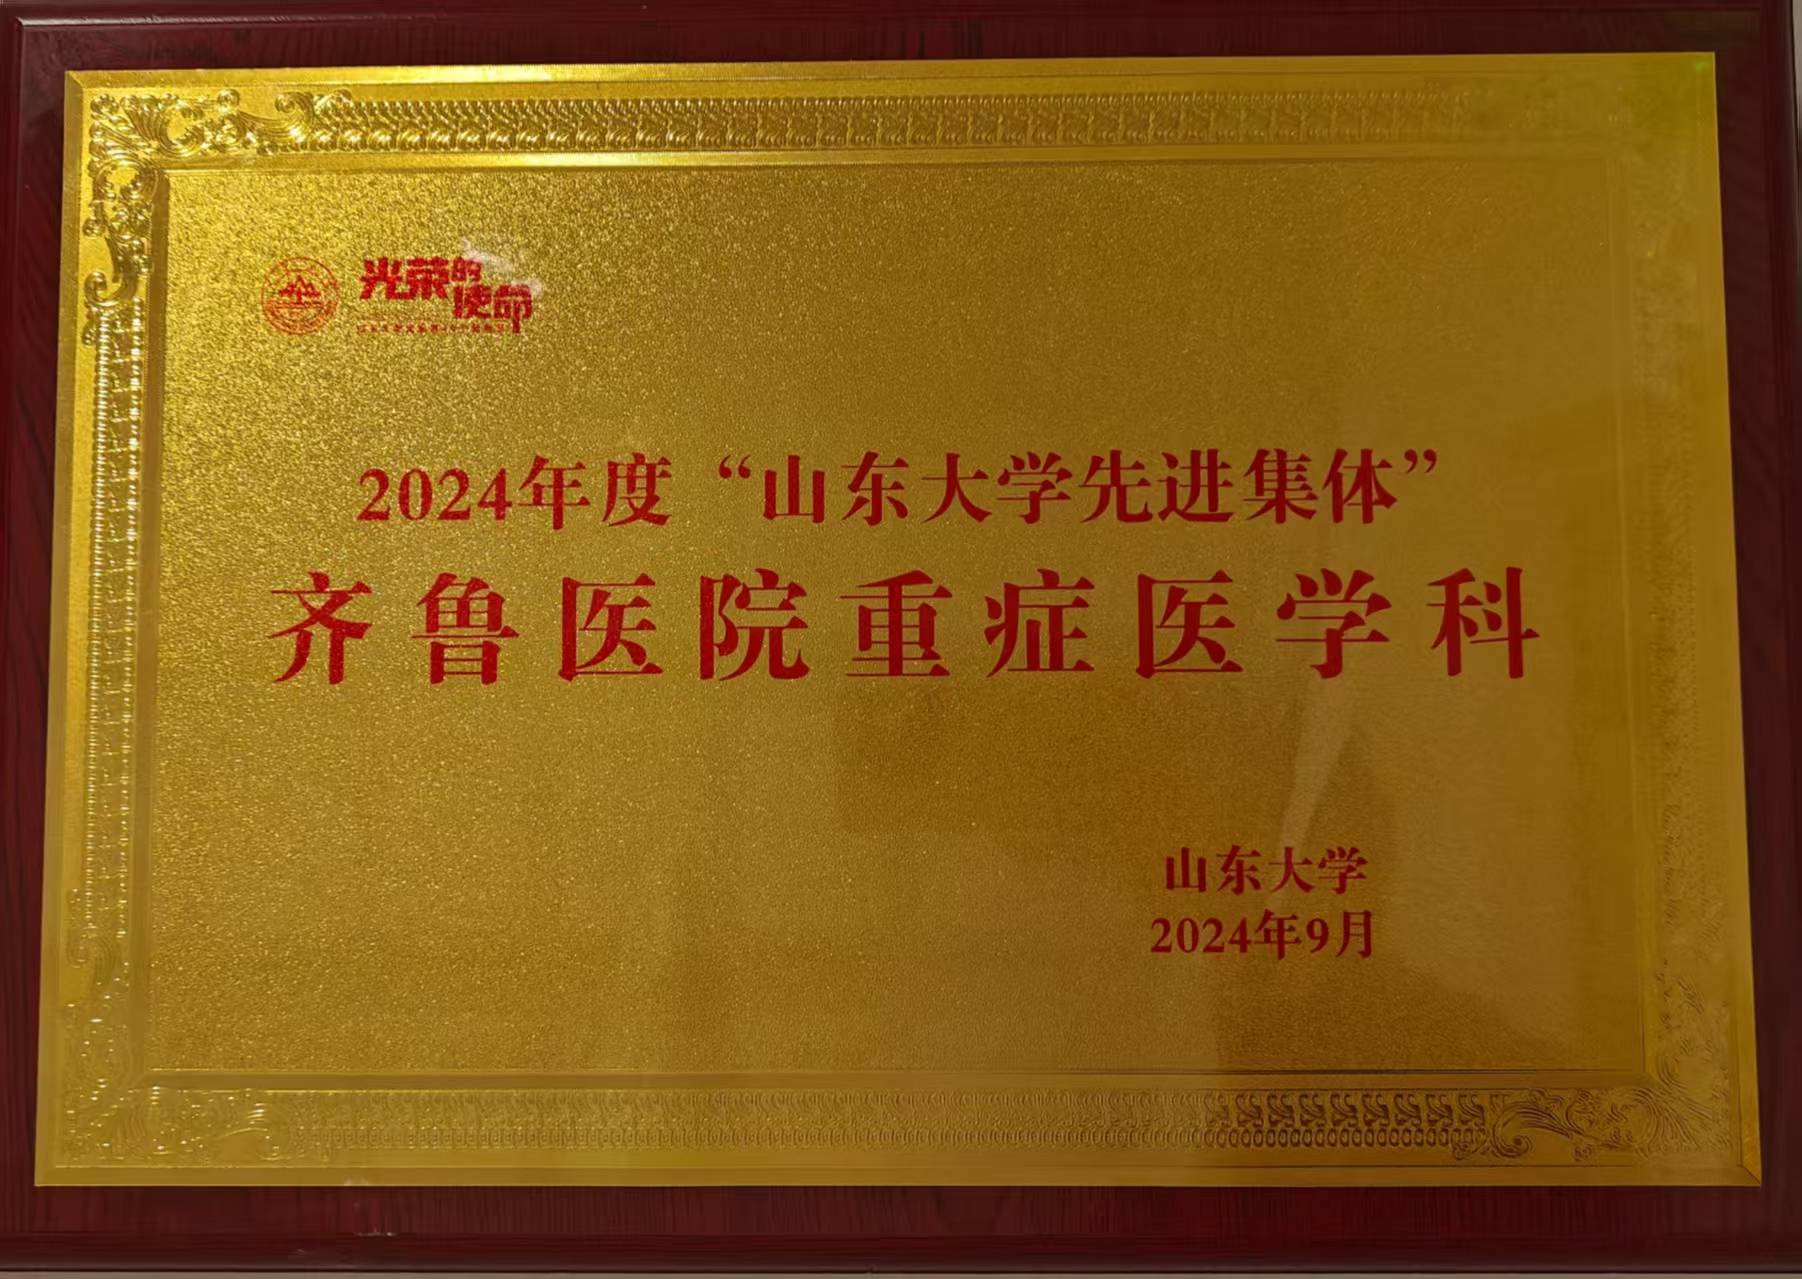 光荣的
使命
2024年度“山东大学先进集体”
齐鲁医院重症医学科
山东大学
2024年9月